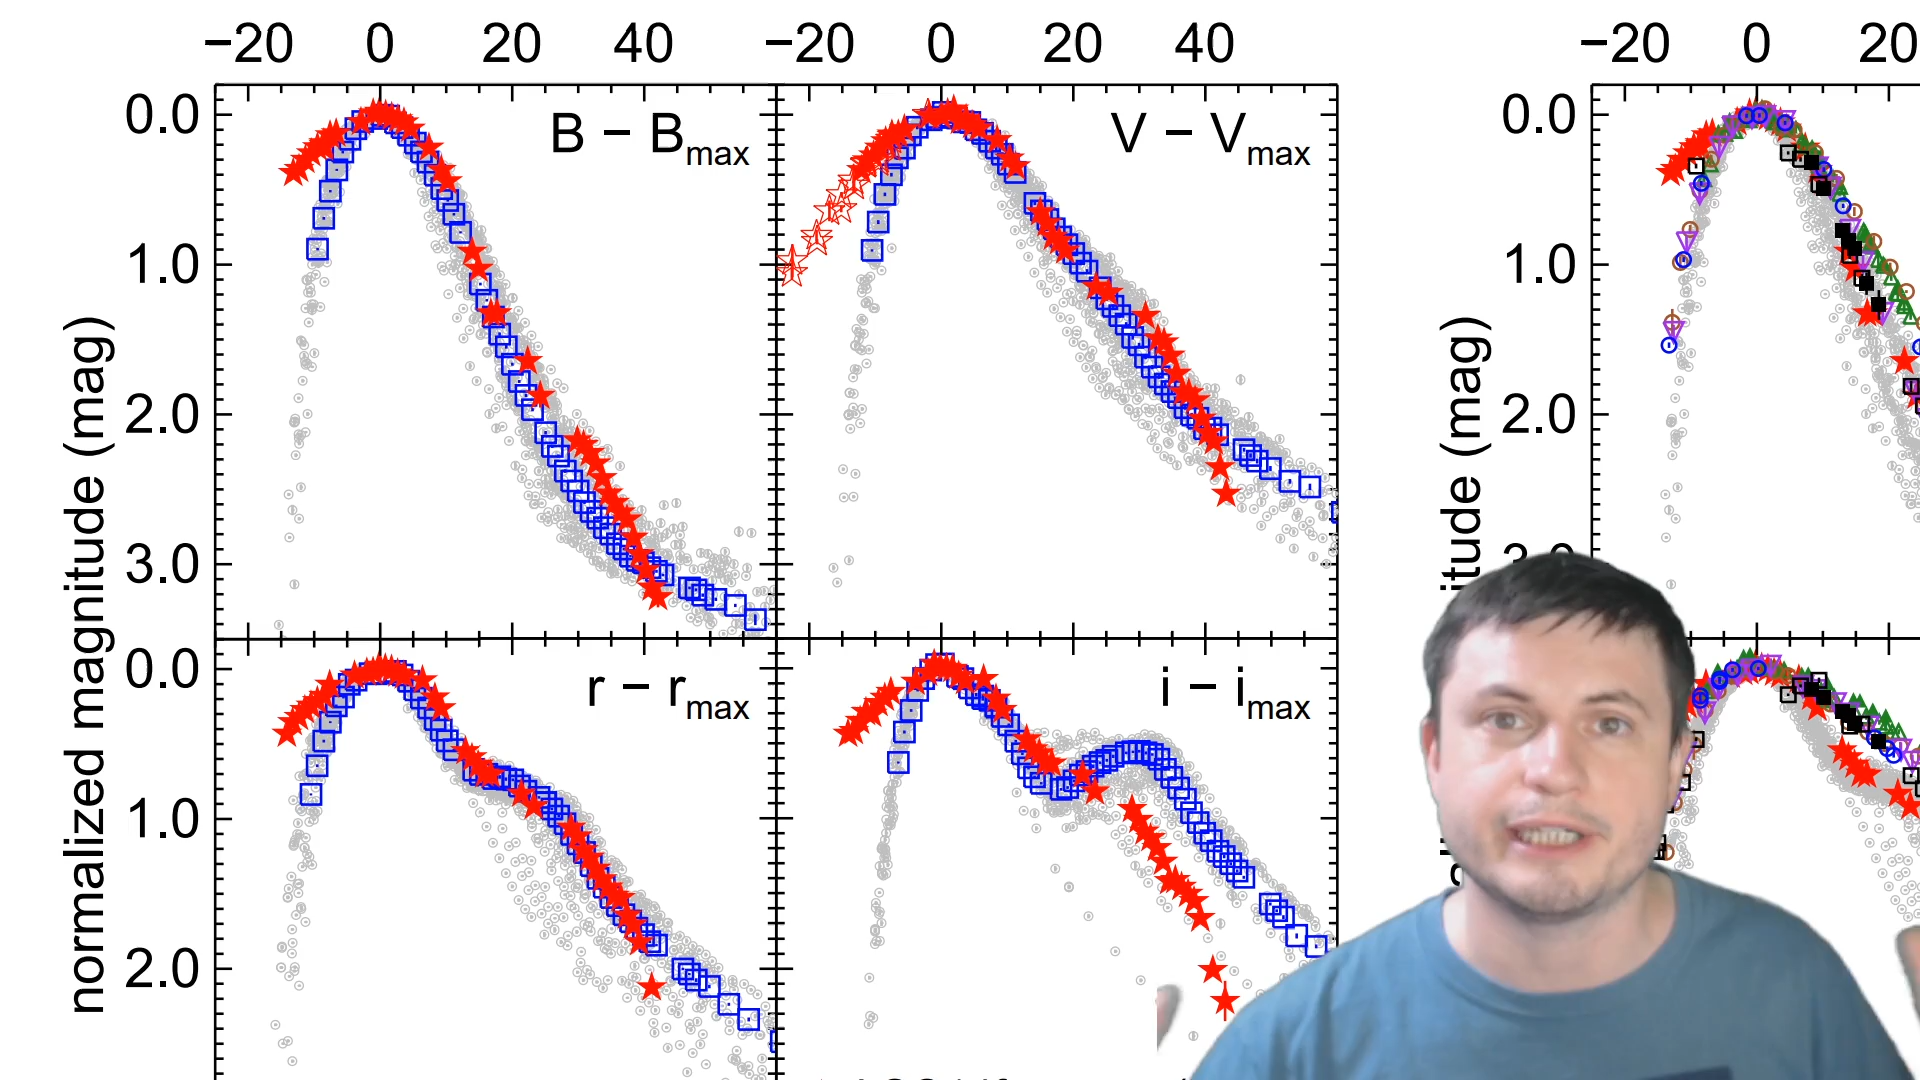 −20 0 20 40 −20 0 20 40 −20 0 20
0.0 B − Bmax V − Vmax 0.0
1.0 1.0
2.0 2.0
3.0
normalized magnitude (mag)
itude (mag)
0.0 r − rmax i − imax
1.0
2.0